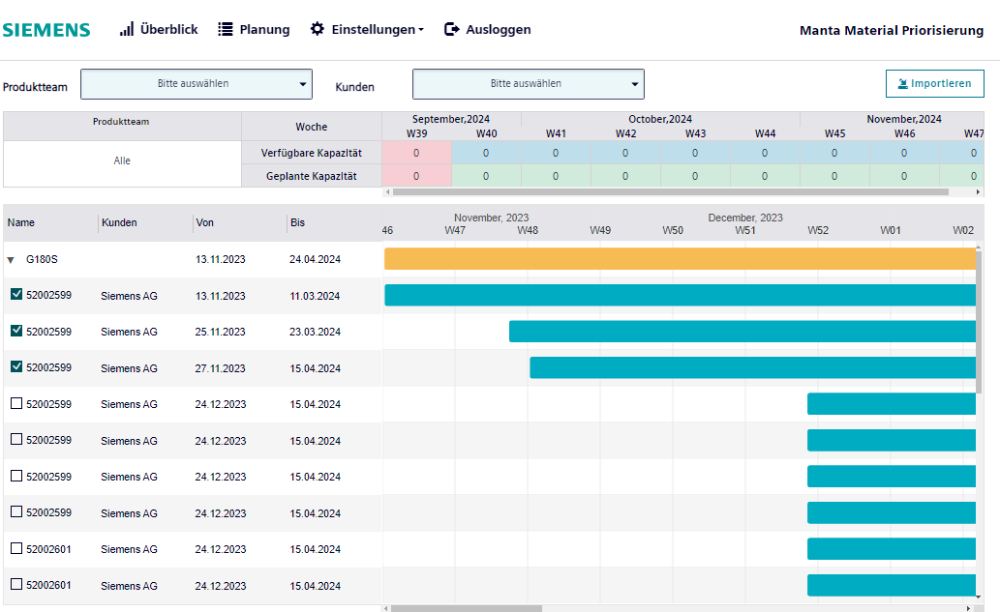 SIEMENS Überblick Planung Einstellungen Ausloggen Manta Material Priorisierung
Produktteam Bitte auswählen Kunden Bitte auswählen Importieren
Produktteam Woche September,2024 October,2024 November,2024
W39 W40 W41 W42 W43 W44 W45 W46 W47
Alle Verfügbare Kapazität 0 0 0 0 0 0 0 0 0
Geplante Kapazität 0 0 0 0 0 0 0 0 0
Name Kunden Von Bis November, 2023 December, 2023
46 W47 W48 W49 W50 W51 W52 W01 W02
G180S 13.11.2023 24.04.2024
52002599 Siemens AG 13.11.2023 11.03.2024
52002599 Siemens AG 25.11.2023 23.03.2024
52002599 Siemens AG 27.11.2023 15.04.2024
52002599 Siemens AG 24.12.2023 15.04.2024
52002599 Siemens AG 24.12.2023 15.04.2024
52002599 Siemens AG 24.12.2023 15.04.2024
52002599 Siemens AG 24.12.2023 15.04.2024
52002601 Siemens AG 24.12.2023 15.04.2024
52002601 Siemens AG 24.12.2023 15.04.2024